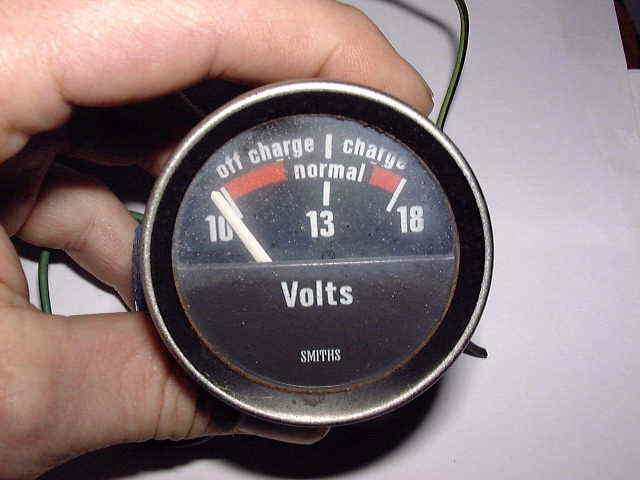 off charge | charge
normal
10 13 18
Volts
SMITHS